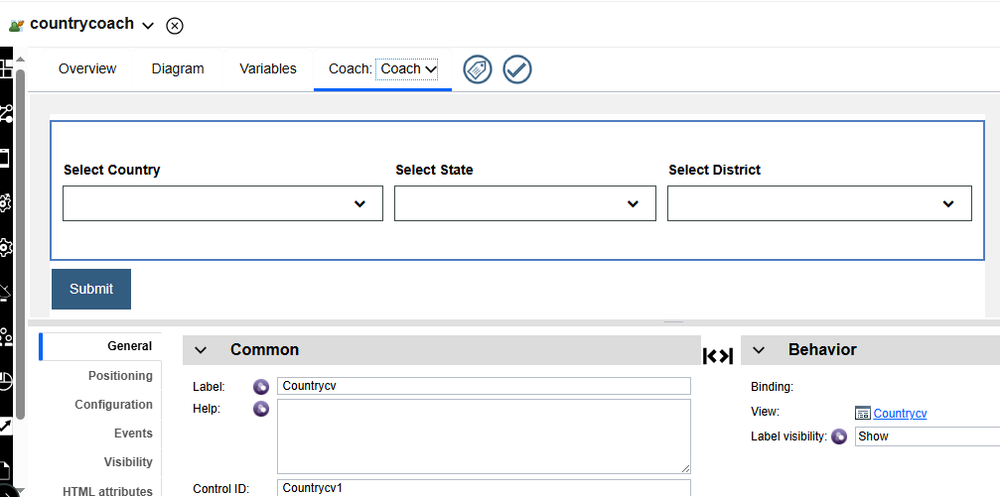 countrycoach
Overview Diagram Variables Coach: Coach
Select Country Select State Select District
Submit
General
Positioning
Configuration
Events
Visibility
HTML attributes
Common
Label: Countrycv
Help:
Control ID: Countrycv1
Behavior
Binding:
View: Countrycv
Label visibility: Show